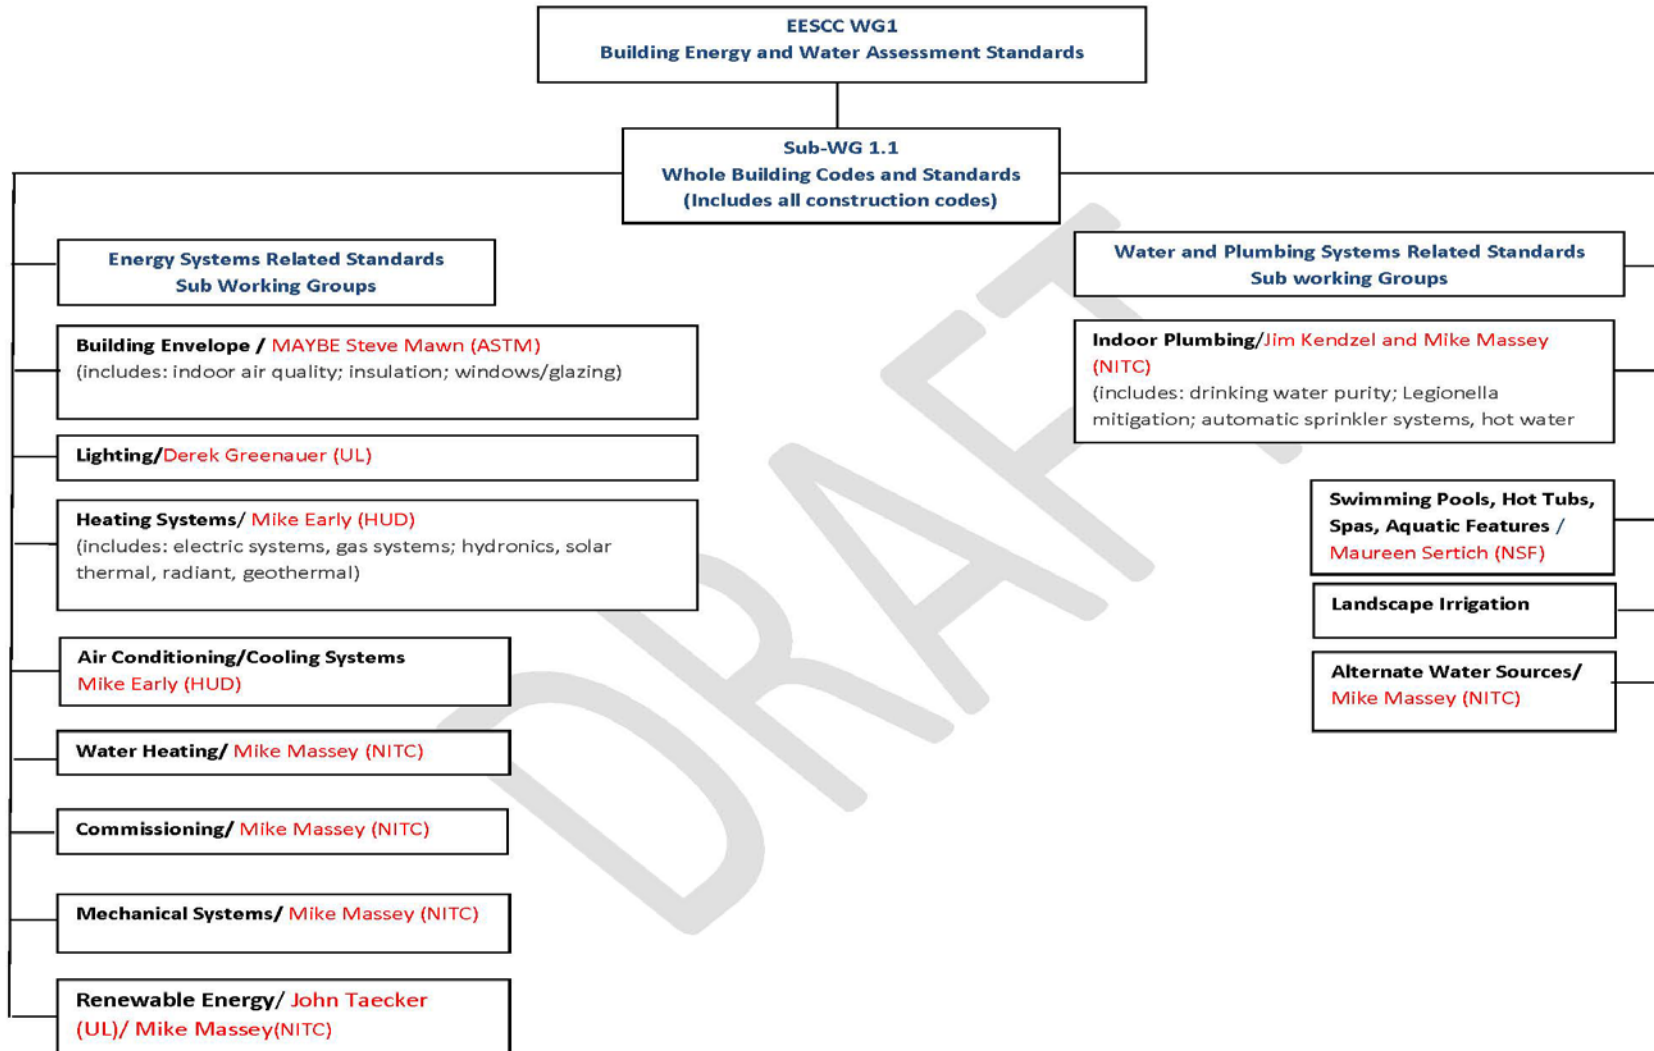 EESCC WG1
Building Energy and Water Assessment Standards
Sub-WG 1.1
Whole Building Codes and Standards
(Includes all construction codes)
Energy Systems Related Standards
Sub Working Groups
Building Envelope / MAYBE Steve Mawn (ASTM)
(includes: indoor air quality; insulation; windows/glazing)
Lighting/Derek Greenauer (UL)
Heating Systems/ Mike Early (HUD)
(includes: electric systems, gas systems; hydronics, solar
thermal, radiant, geothermal)
Air Conditioning/Cooling Systems
Mike Early (HUD)
Water Heating/ Mike Massey (NITC)
Commissioning/ Mike Massey (NITC)
Mechanical Systems/ Mike Massey (NITC)
Renewable Energy/ John Taecker
(UL)/ Mike Massey(NITC)
Water and Plumbing Systems Related Standards
Sub working Groups
Indoor Plumbing/Jim Kendzel and Mike Massey
(NITC)
(includes: drinking water purity; Legionella
mitigation; automatic sprinkler systems, hot water
Swimming Pools, Hot Tubs,
Spas, Aquatic Features /
Maureen Sertich (NSF)
Landscape Irrigation
Alternate Water Sources/
Mike Massey (NITC)
DRAFT